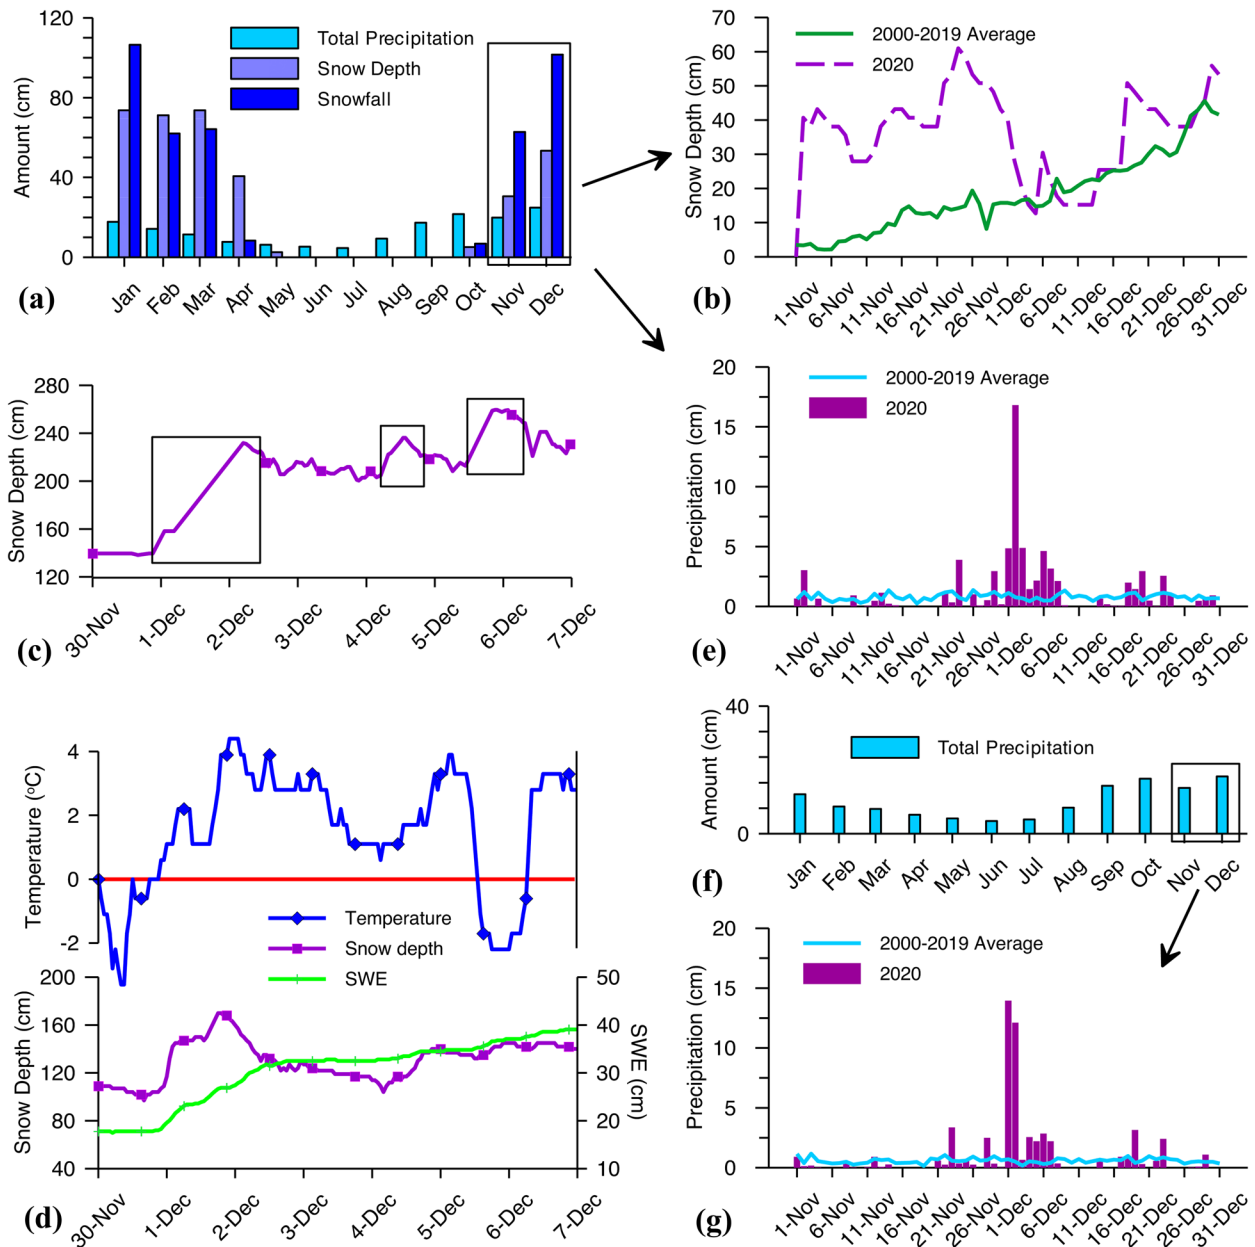 120
80
40
0
Amount (cm)
Total Precipitation
Snow Depth
Snowfall
Jan
Feb
Mar
Apr
May
Jun
Jul
Aug
Sep
Oct
Nov
Dec
(a)
70
60
50
40
30
20
10
0
Snow Depth (cm)
2000-2019 Average
2020
1-Nov
6-Nov
11-Nov
16-Nov
21-Nov
26-Nov
1-Dec
6-Dec
11-Dec
16-Dec
21-Dec
26-Dec
31-Dec
(b)
280
240
200
160
120
Snow Depth (cm)
30-Nov
1-Dec
2-Dec
3-Dec
4-Dec
5-Dec
6-Dec
7-Dec
(c)
20
15
10
5
0
Precipitation (cm)
2000-2019 Average
2020
1-Nov
6-Nov
11-Nov
16-Nov
21-Nov
26-Nov
1-Dec
6-Dec
11-Dec
16-Dec
21-Dec
26-Dec
31-Dec
(e)
4
2
0
-2
Temperature (oC)
Temperature
Snow depth
SWE
200
160
120
80
40
Snow Depth (cm)
50
40
30
20
10
SWE (cm)
30-Nov
1-Dec
2-Dec
3-Dec
4-Dec
5-Dec
6-Dec
7-Dec
(d)
40
0
Amount (cm)
Total Precipitation
Jan
Feb
Mar
Apr
May
Jun
Jul
Aug
Sep
Oct
Nov
Dec
(f)
20
15
10
5
0
Precipitation (cm)
2000-2019 Average
2020
1-Nov
6-Nov
11-Nov
16-Nov
21-Nov
26-Nov
1-Dec
6-Dec
11-Dec
16-Dec
21-Dec
26-Dec
31-Dec
(g)